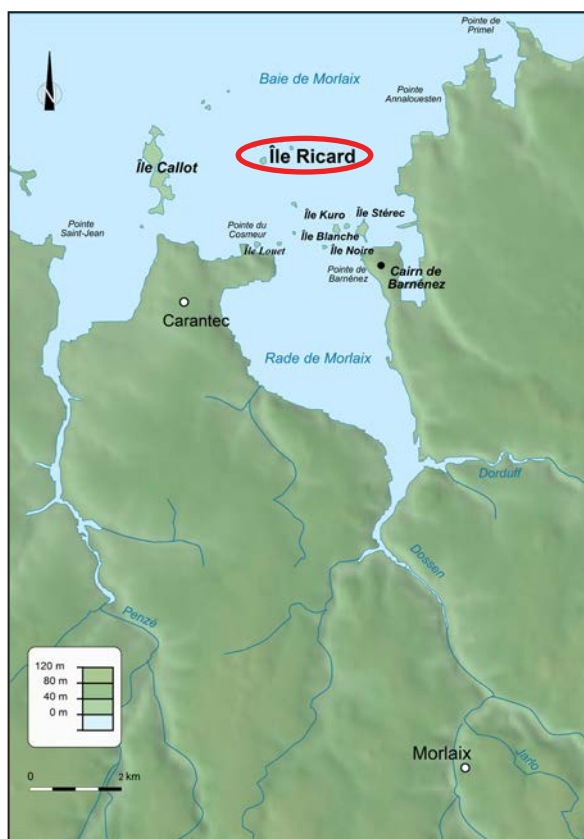 Pointe
de Primel
Baie de Morlaix
Pointe
Annalouesten
N
Île Ricard
Île Callot
Île Kuro
Île Stérec
Pointe
Saint-Jean
Pointe du
Cosmeur
Île Blanche
Île Louet
Île Noire
Pointe de
Barnénez
Cairn de
Barnénez
Carantec
Rade de Morlaix
Dorduff
Dossen
Penzé
120 m
80 m
40 m
0 m
Morlaix
Jarlo
0
2 km